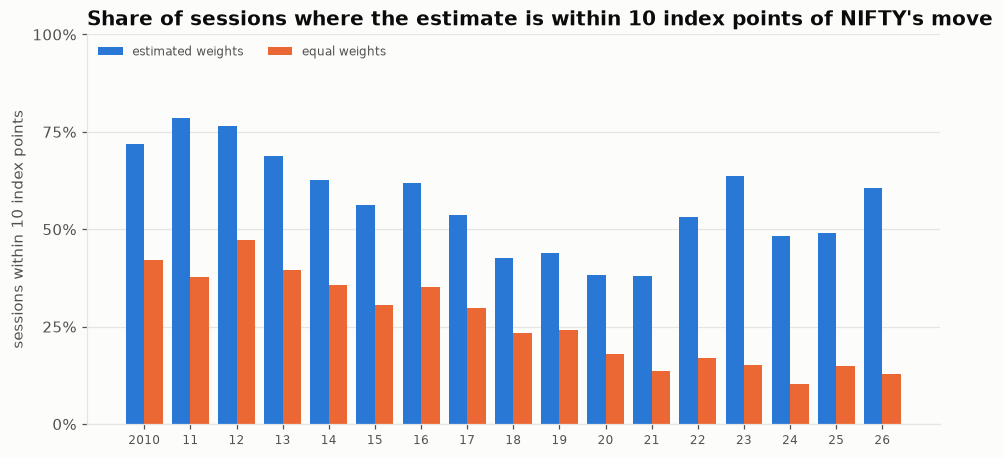 Share of sessions where the estimate is within 10 index points of NIFTY's move
estimated weights
equal weights
sessions within 10 index points
100%
75%
50%
25%
0%
2010 11 12 13 14 15 16 17 18 19 20 21 22 23 24 25 26